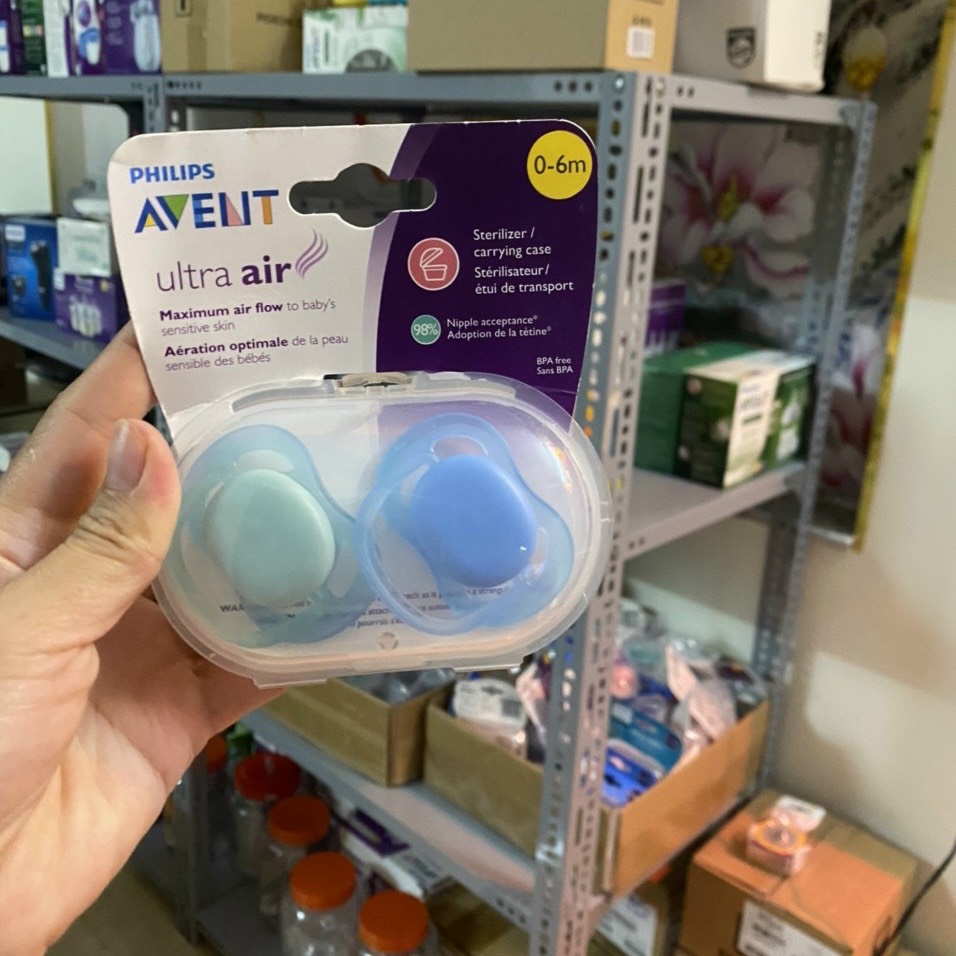 PHILIPS
AVENT
ultra air
Maximum air flow to baby's
sensitive skin
Aération optimale de la peau
sensible des bébés
0-6m
Sterilizer /
carrying case
Stérilisateur/
étui de transport
98%
Nipple acceptance*
Adoption de la tétine*
BPA free
Sans BPA